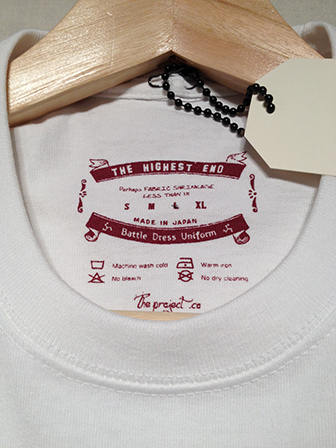 THE HIGHEST END
Perhaps FABRIC SHRINKAGE
LESS THAN 1%
S M L XL
MADE IN JAPAN
Battle Dress Uniform
Machine wash cold
Warm iron
No bleach
No dry cleaning
The project .co